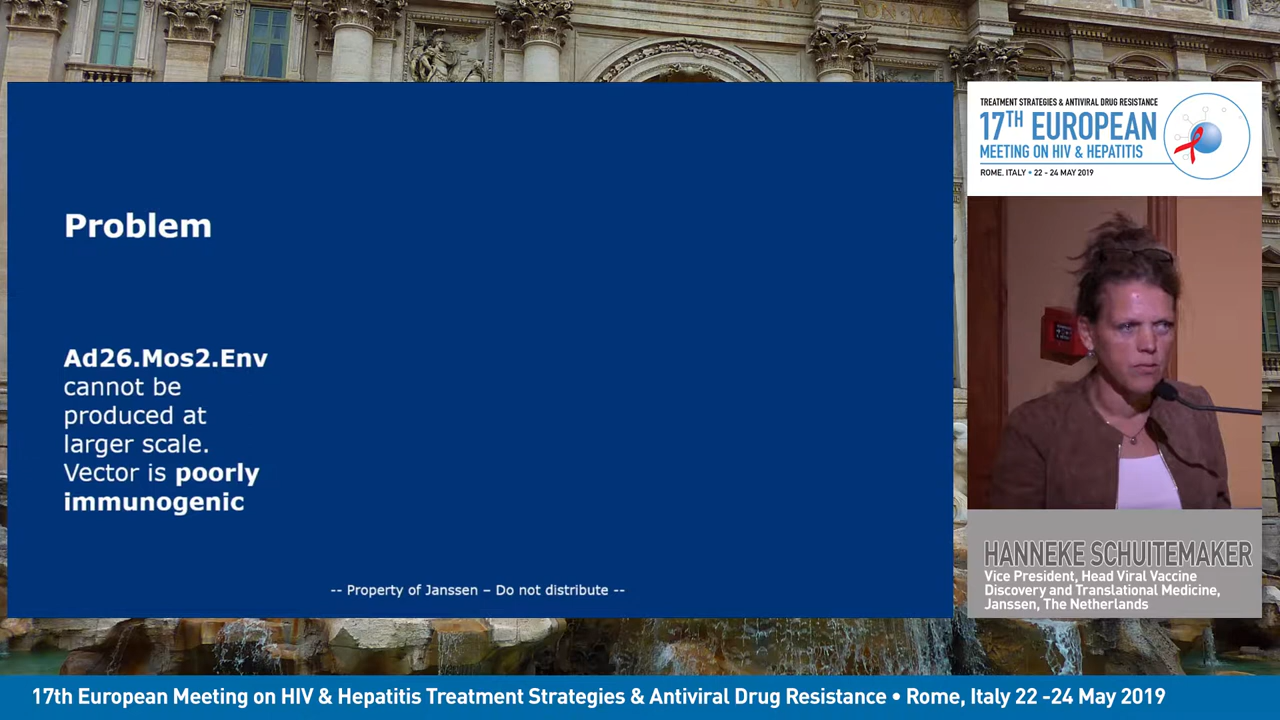 Problem
Ad26.Mos2.Env
cannot be
produced at
larger scale.
Vector is poorly
immunogenic
-- Property of Janssen – Do not distribute --
TREATMENT STRATEGIES & ANTIVIRAL DRUG RESISTANCE
17TH EUROPEAN
MEETING ON HIV & HEPATITIS
ROME. ITALY • 22 - 24 MAY 2019
HANNEKE SCHUITEMAKER
Vice President, Head Viral Vaccine
Discovery and Translational Medicine,
Janssen, The Netherlands
17th European Meeting on HIV & Hepatitis Treatment Strategies & Antiviral Drug Resistance • Rome, Italy 22 -24 May 2019